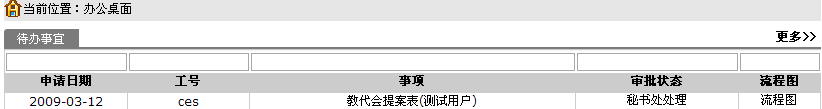 当前位置：办公桌面
待办事宜 更多>>
申请日期 工号 事项 审批状态 流程图
2009-03-12 ces 教代会提案表(测试用户) 秘书处处理 流程图